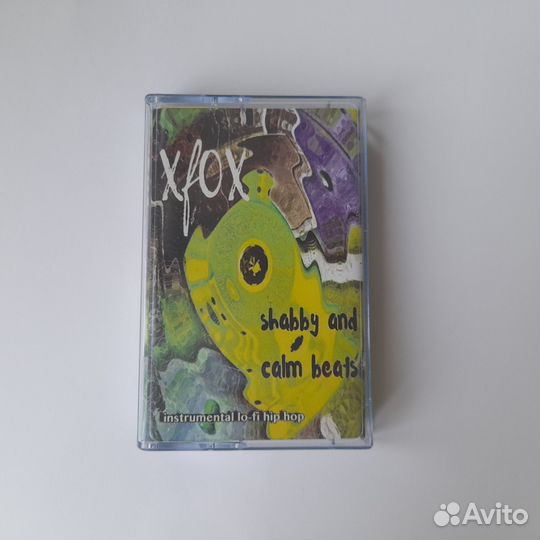 xfox
shabby and
calm beats
instrumental lo-fi hip hop
Avito